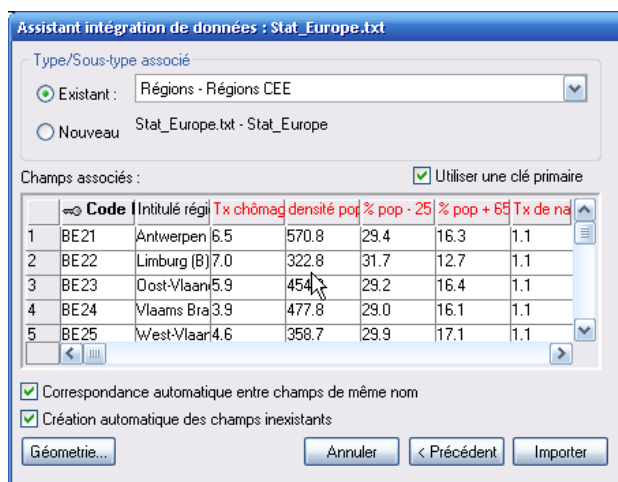 Assistant intégration de données : Stat_Europe.txt
Type/Sous-type associé
Existant : Régions - Régions CEE
Nouveau Stat_Europe.txt - Stat_Europe
Champs associés : Utiliser une clé primaire
Code Intitulé régi Tx chômag densité pop % pop - 25 % pop + 65 Tx de na
1 BE21 Antwerpen 6.5 570.8 29.4 16.3 1.1
2 BE22 Limburg (B) 7.0 322.8 31.7 12.7 1.1
3 BE23 Oost-Vlaan 5.9 454 29.2 16.4 1.1
4 BE24 Vlaams Bra 3.9 477.8 29.0 16.1 1.1
5 BE25 West-Vlaar 4.6 358.7 29.9 17.1 1.1
Correspondance automatique entre champs de même nom
Création automatique des champs inexistants
Géometrie... Annuler < Précédent Importer